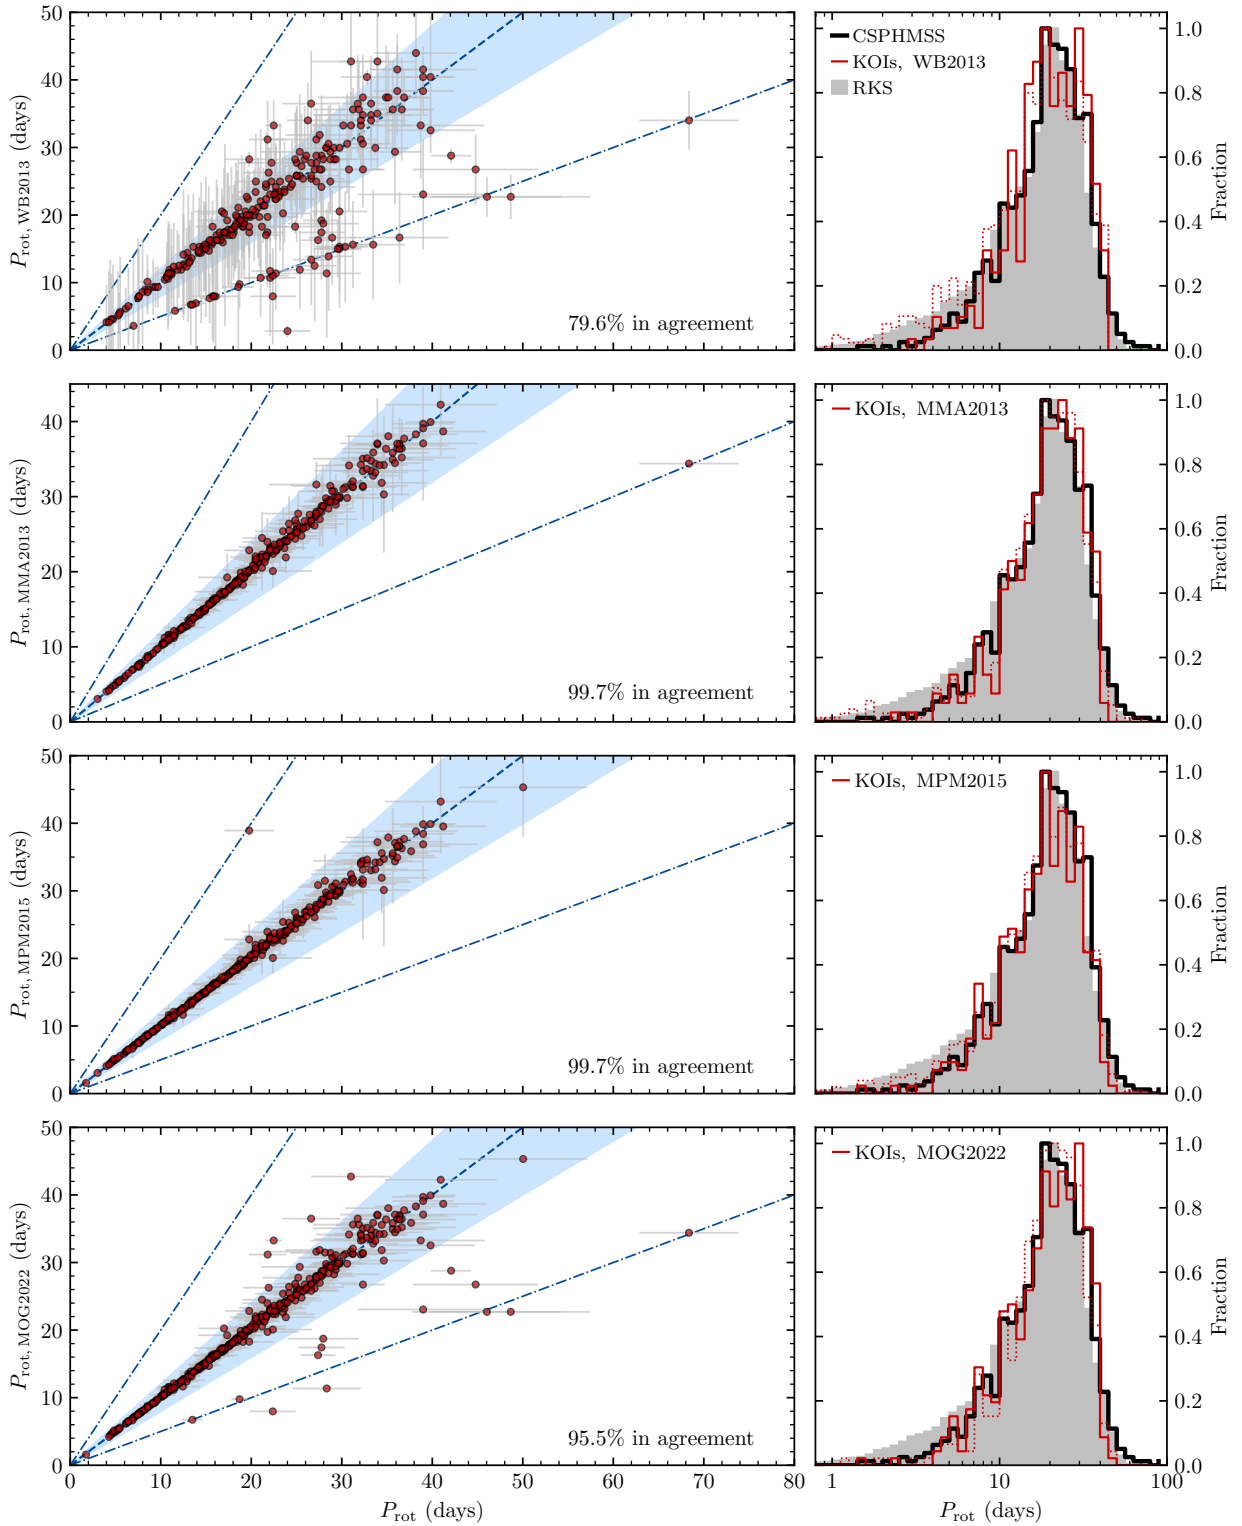 50
40
30
20
10
0
P_rot, WB2013 (days)
79.6% in agreement
CSPHMSS
KOIs, WB2013
RKS
1.0
0.8
0.6
0.4
0.2
0.0
Fraction
40
30
20
10
0
P_rot, MMA2013 (days)
99.7% in agreement
KOIs, MMA2013
1.0
0.8
0.6
0.4
0.2
0.0
Fraction
50
40
30
20
10
0
P_rot, MPM2015 (days)
99.7% in agreement
KOIs, MPM2015
1.0
0.8
0.6
0.4
0.2
0.0
Fraction
50
40
30
20
10
0
P_rot, MOG2022 (days)
95.5% in agreement
0 10 20 30 40 50 60 70 80
P_rot (days)
KOIs, MOG2022
1.0
0.8
0.6
0.4
0.2
0.0
Fraction
1 10 100
P_rot (days)